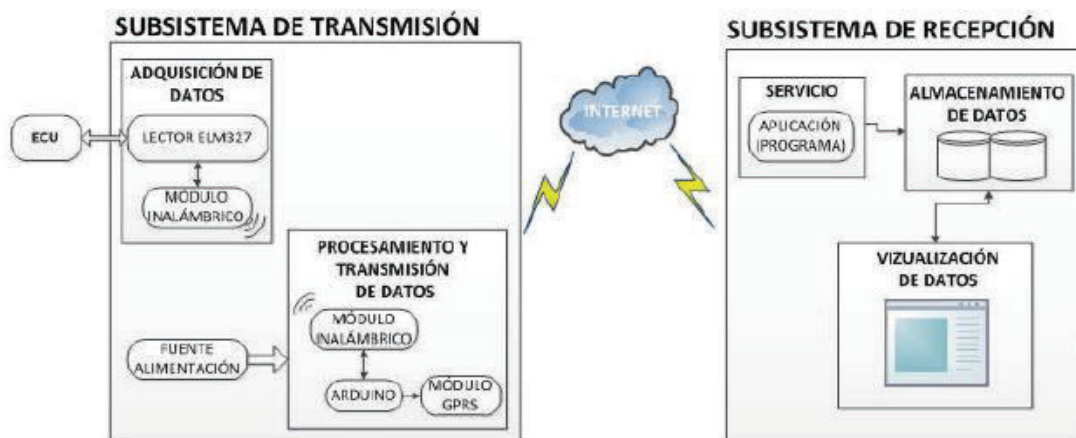 SUBSISTEMA DE TRANSMISIÓN
ADQUISICIÓN DE
DATOS
ECU
LECTOR ELM327
MÓDULO
INALÁMBRICO
PROCESAMIENTO Y
TRANSMISIÓN
DE DATOS
MÓDULO
INALÁMBRICO
FUENTE
ALIMENTACIÓN
ARDUINO
MÓDULO
GPRS
INTERNET
SUBSISTEMA DE RECEPCIÓN
SERVICIO
APLICACIÓN
(PROGRAMA)
ALMACENAMIENTO
DE DATOS
VIZUALIZACIÓN
DE DATOS